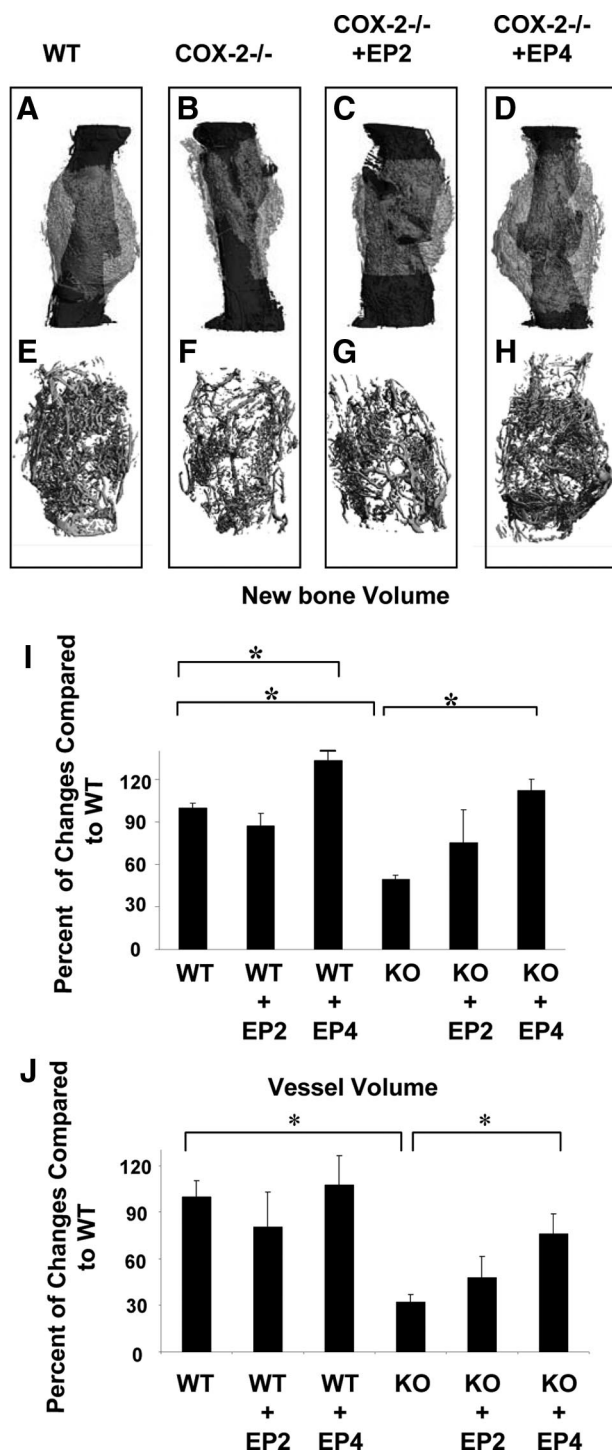 WT COX-2-/- COX-2-/- COX-2-/-
+EP2 +EP4
A B C D
E F G H
New bone Volume
I
* * *
Percent of Changes Compared
to WT
120
90
60
30
0
WT WT WT KO KO KO
+ + + +
EP2 EP4 EP2 EP4
J
Vessel Volume
* *
Percent of Changes Compared
to WT
120
90
60
30
0
WT WT WT KO KO KO
+ + + +
EP2 EP4 EP2 EP4